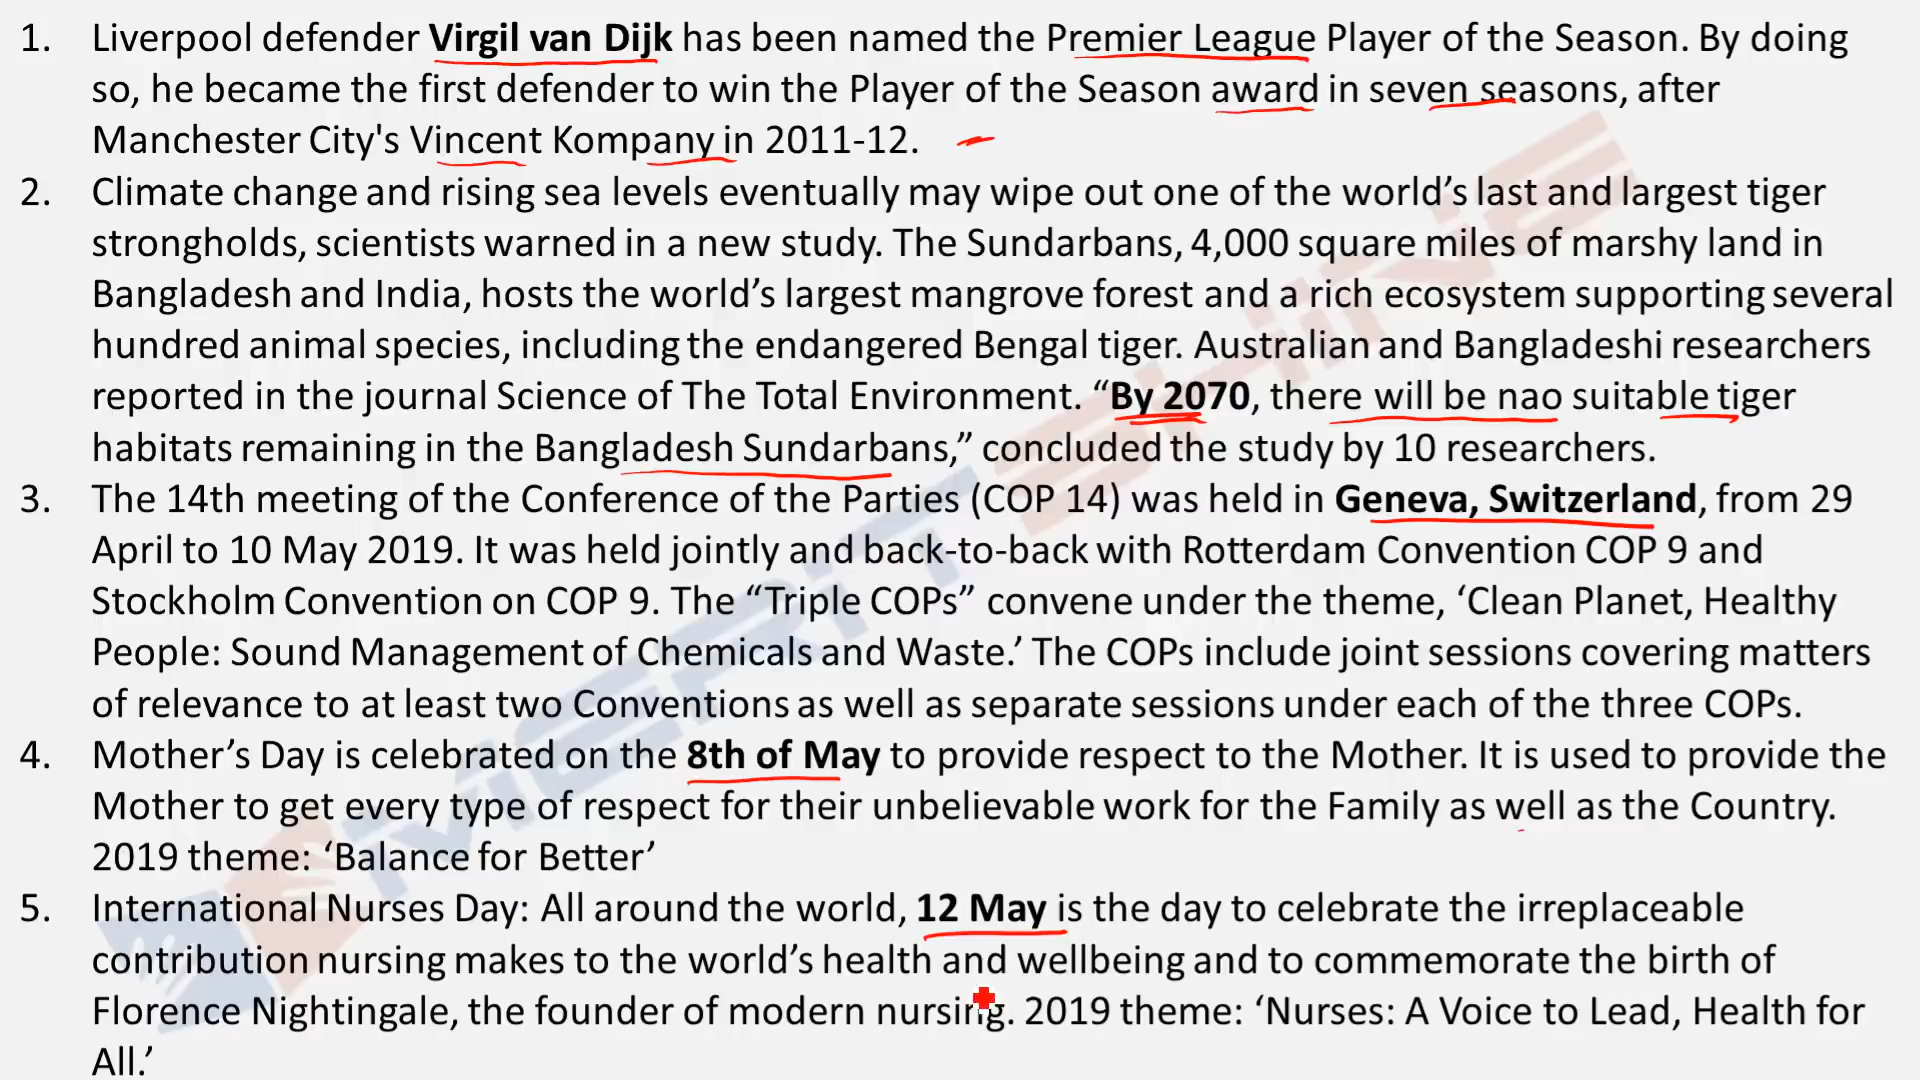 1. Liverpool defender Virgil van Dijk has been named the Premier League Player of the Season. By doing
so, he became the first defender to win the Player of the Season award in seven seasons, after
Manchester City's Vincent Kompany in 2011-12.
2. Climate change and rising sea levels eventually may wipe out one of the world’s last and largest tiger
strongholds, scientists warned in a new study. The Sundarbans, 4,000 square miles of marshy land in
Bangladesh and India, hosts the world’s largest mangrove forest and a rich ecosystem supporting several
hundred animal species, including the endangered Bengal tiger. Australian and Bangladeshi researchers
reported in the journal Science of The Total Environment. “By 2070, there will be nao suitable tiger
habitats remaining in the Bangladesh Sundarbans,” concluded the study by 10 researchers.
3. The 14th meeting of the Conference of the Parties (COP 14) was held in Geneva, Switzerland, from 29
April to 10 May 2019. It was held jointly and back-to-back with Rotterdam Convention COP 9 and
Stockholm Convention on COP 9. The “Triple COPs” convene under the theme, ‘Clean Planet, Healthy
People: Sound Management of Chemicals and Waste.’ The COPs include joint sessions covering matters
of relevance to at least two Conventions as well as separate sessions under each of the three COPs.
4. Mother’s Day is celebrated on the 8th of May to provide respect to the Mother. It is used to provide the
Mother to get every type of respect for their unbelievable work for the Family as well as the Country.
2019 theme: ‘Balance for Better’
5. International Nurses Day: All around the world, 12 May is the day to celebrate the irreplaceable
contribution nursing makes to the world’s health and wellbeing and to commemorate the birth of
Florence Nightingale, the founder of modern nursing. 2019 theme: ‘Nurses: A Voice to Lead, Health for
All.’
MERIT SHINE